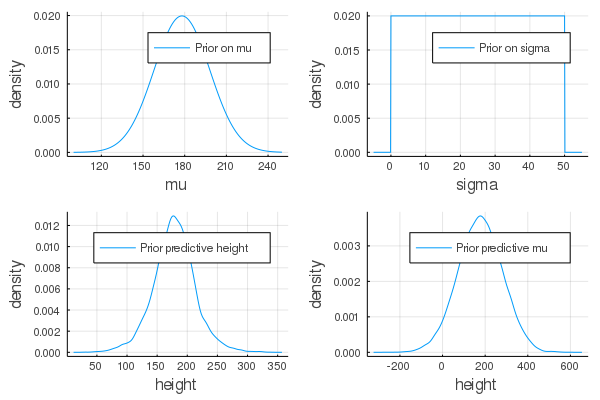 0.020
0.015
0.010
0.005
0.000
density
Prior on mu
120 150 180 210 240
mu
0.020
0.015
0.010
0.005
0.000
density
Prior on sigma
0 10 20 30 40 50
sigma
0.012
0.010
0.008
0.006
0.004
0.002
0.000
density
Prior predictive height
50 100 150 200 250 300 350
height
0.003
0.002
0.001
0.000
density
Prior predictive mu
-200 0 200 400 600
height